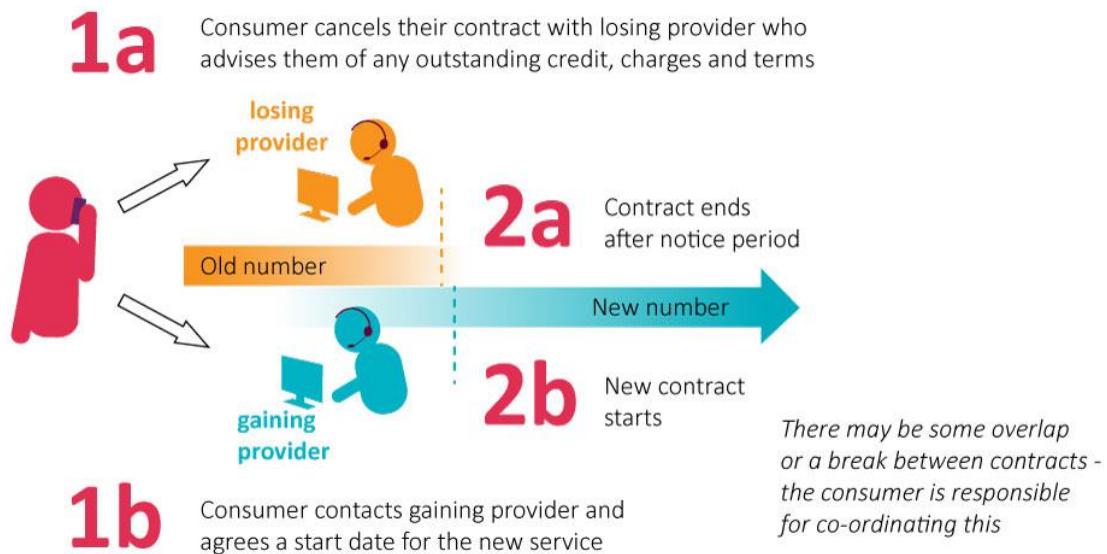 1a
Consumer cancels their contract with losing provider who
advises them of any outstanding credit, charges and terms
losing
provider
2a
Contract ends
after notice period
Old number
New number
2b
New contract
starts
gaining
provider
There may be some overlap
or a break between contracts -
the consumer is responsible
for co-ordinating this
1b
Consumer contacts gaining provider and
agrees a start date for the new service